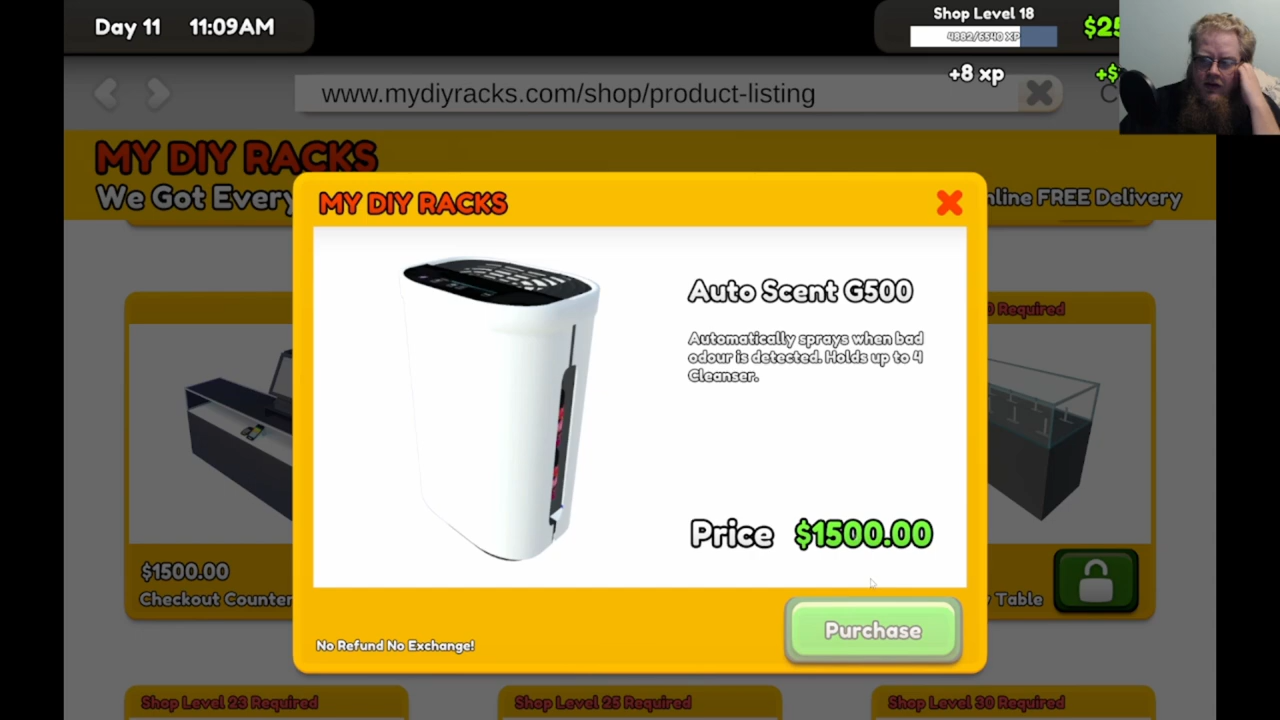 Day 11 11:09AM
Shop Level 18
4882/6540 XP
+8 xp
www.mydiyracks.com/shop/product-listing
MY DIY RACKS
We Got Every
FREE Delivery
MY DIY RACKS
Auto Scent G500
Automatically sprays when bad
odour is detected. Holds up to 4
Cleanser.
Price $1500.00
Purchase
No Refund No Exchange!
Required
$1500.00
Checkout Counter
Table
Shop Level 23 Required
Shop Level 25 Required
Shop Level 30 Required